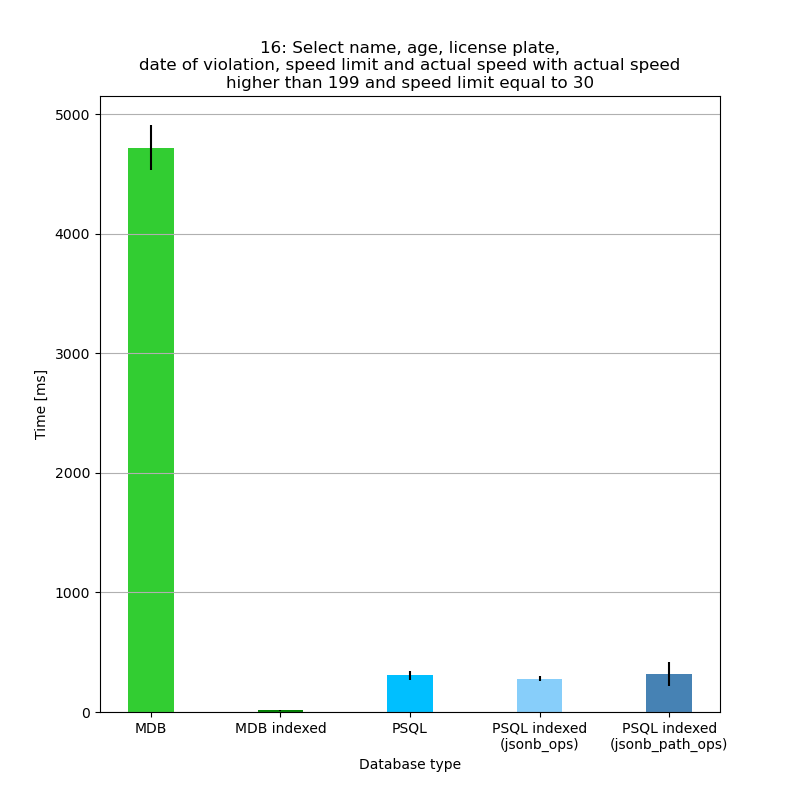 16: Select name, age, license plate,
date of violation, speed limit and actual speed with actual speed
higher than 199 and speed limit equal to 30
5000
4000
3000
2000
1000
0
Time [ms]
MDB
MDB indexed
PSQL
PSQL indexed
(jsonb_ops)
PSQL indexed
(jsonb_path_ops)
Database type